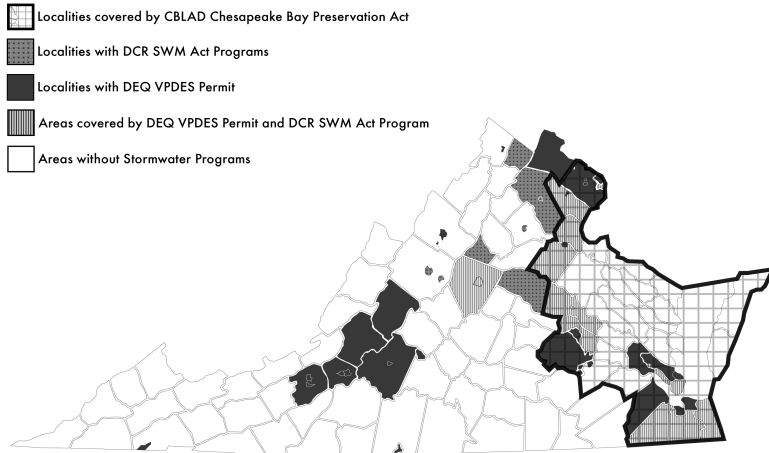 Localities covered by CBLAD Chesapeake Bay Preservation Act
Localities with DCR SWM Act Programs
Localities with DEQ VPDES Permit
Areas covered by DEQ VPDES Permit and DCR SWM Act Program
Areas without Stormwater Programs